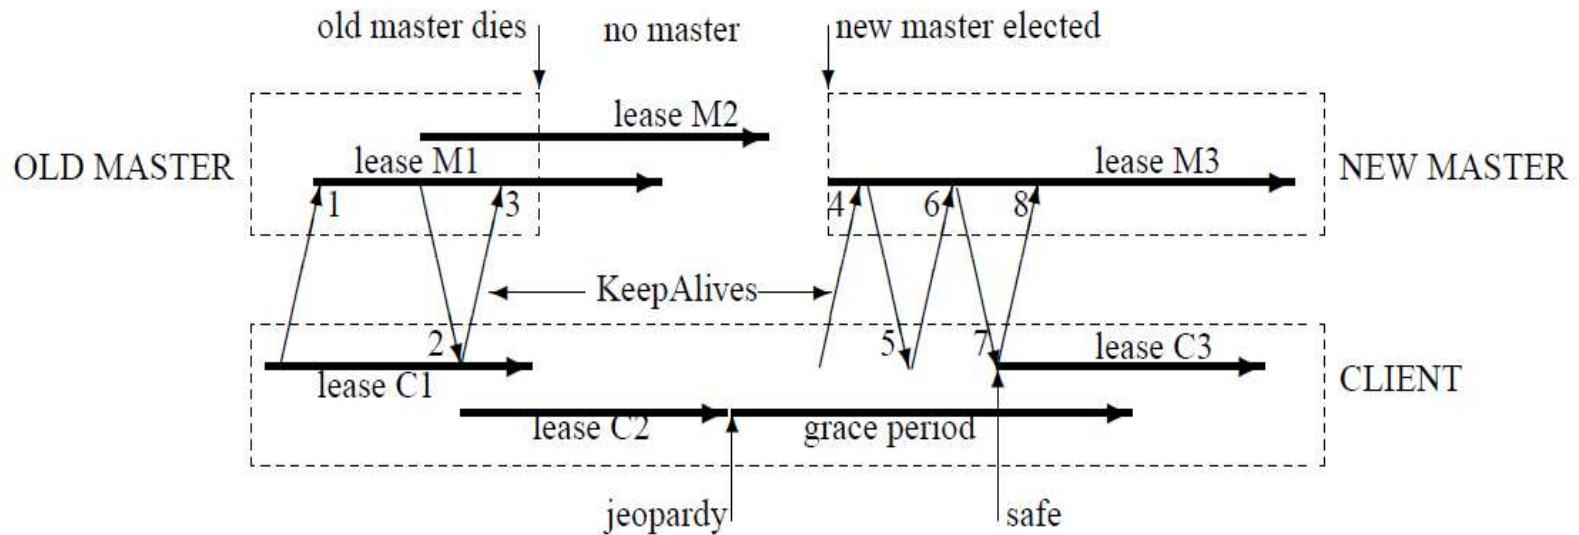 old master dies
no master
new master elected
lease M2
OLD MASTER
lease M1
lease M3
NEW MASTER
1
3
4
6
8
KeepAlives
2
5
7
lease C3
lease C1
CLIENT
lease C2
grace period
jeopardy
safe